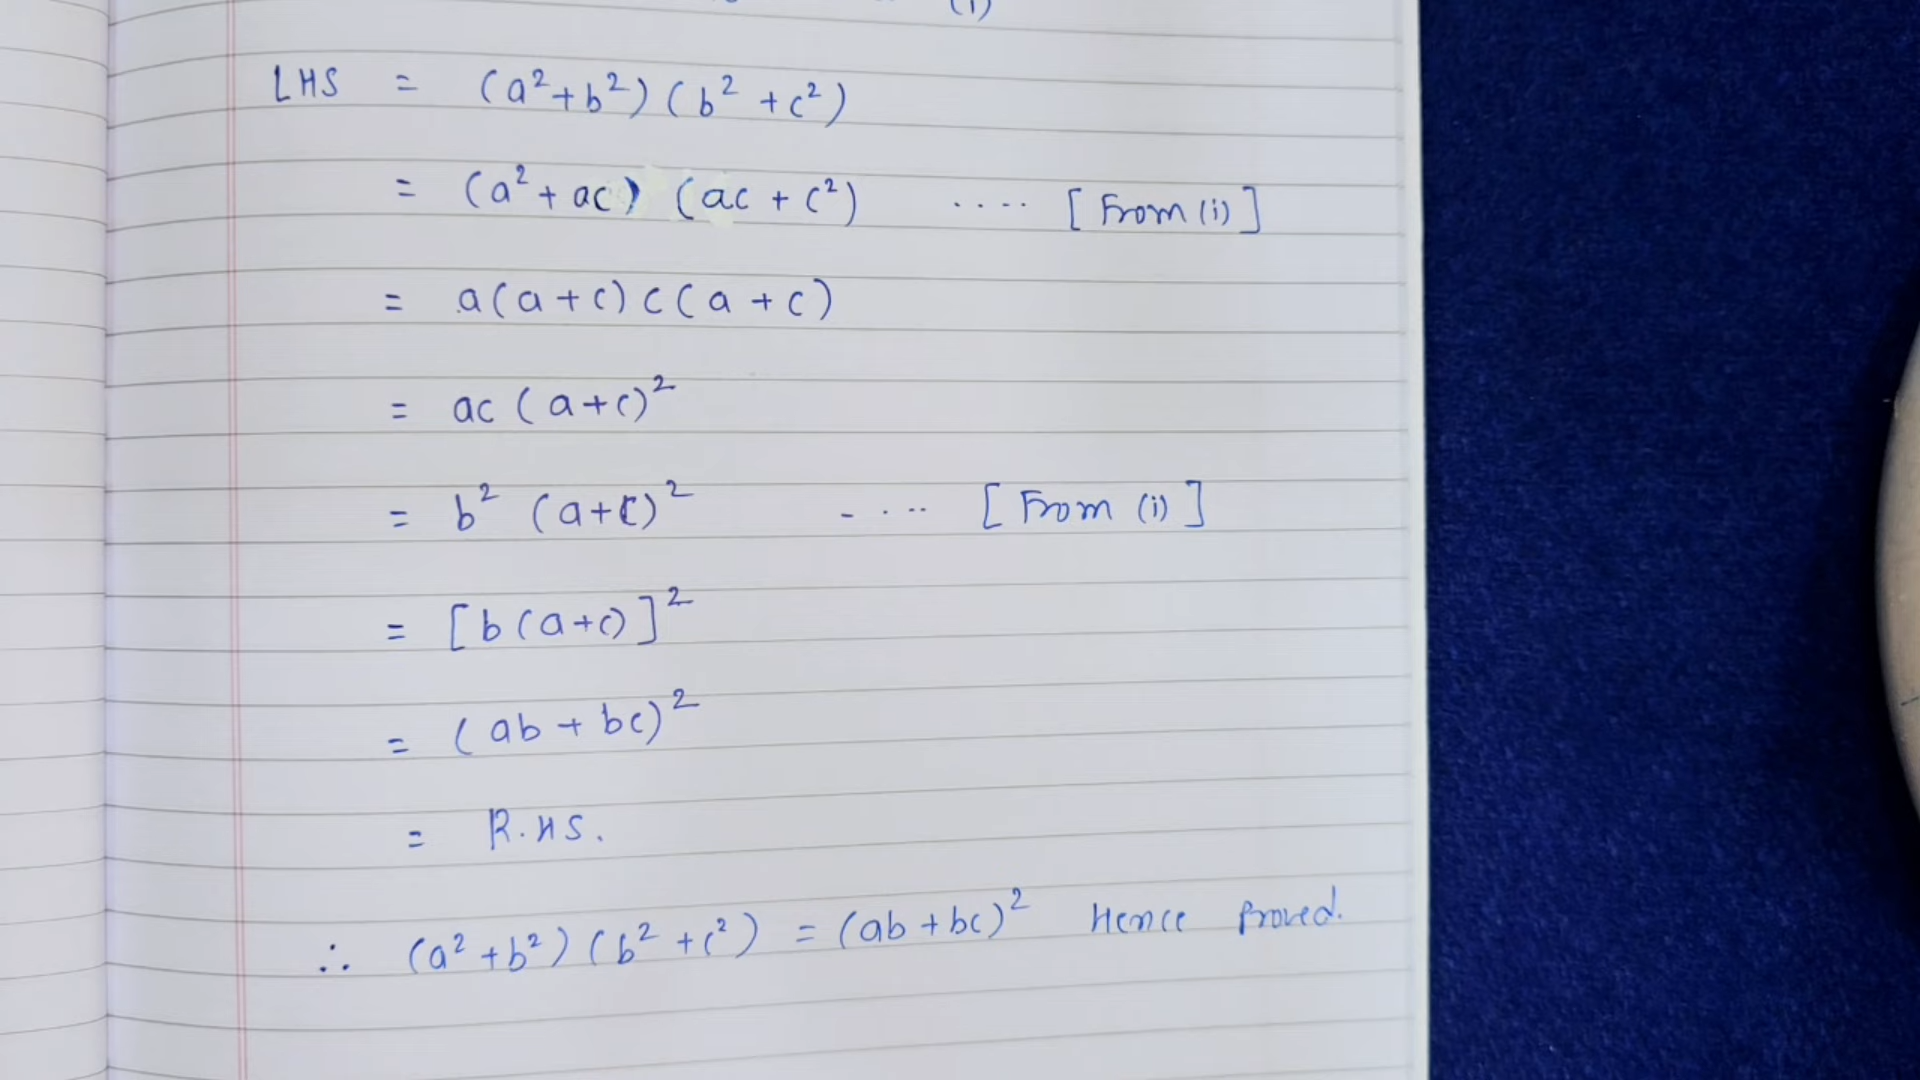 (i)
LHS = (a²+b²)(b²+c²)
= (a²+ac) (ac+c²) .... [From (i)]
= a(a+c)c(a+c)
= ac(a+c)²
= b² (a+c)² .... [From (i)]
= [b(a+c)]²
= (ab+bc)²
= R.HS.
∴ (a²+b²)(b²+c²) = (ab+bc)² Hence Proved.